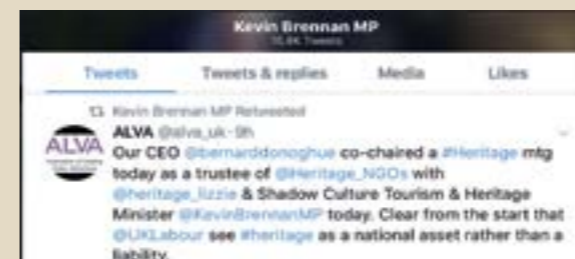 Kevin Brennan MP
Tweets
Tweets & replies Media Likes
Kevin Brennan MP Retweeted
ALVA @alva_uk · 9h
ALVA
Our CEO @bernarddonoghue co-chaired a #Heritage mtg
today as a trustee of @Heritage_NGOs with
@heritage_lizzie & Shadow Culture Tourism & Heritage
Minister @KevinBrennanMP today. Clear from the start that
@UKLabour see #heritage as a national asset rather than a
liability.